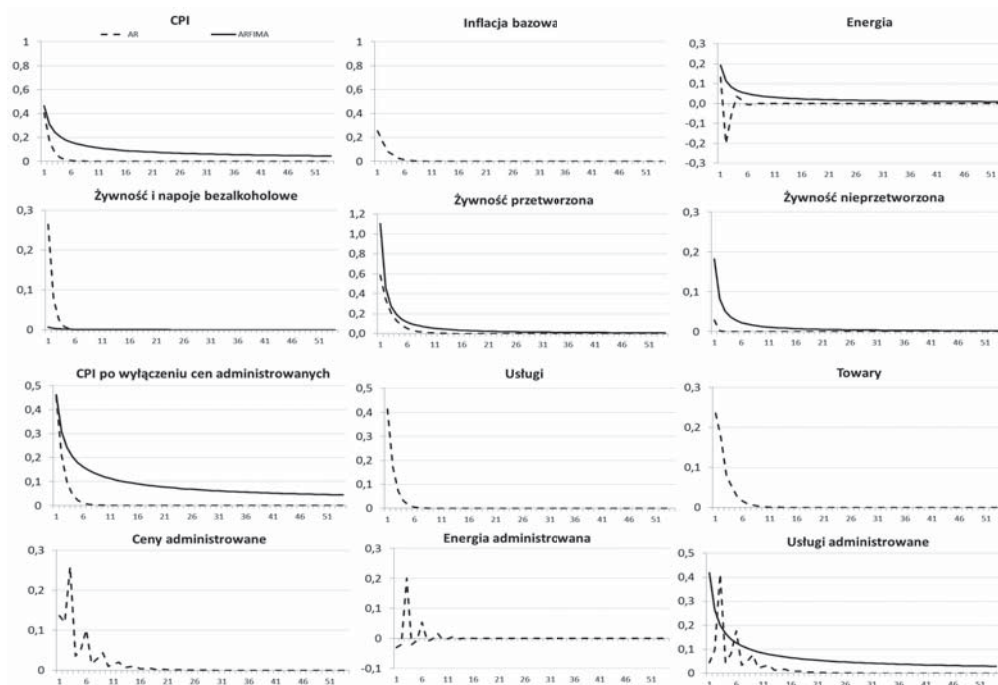 CPI
AR ARFIMA
1
0,8
0,6
0,4
0,2
0
1 6 11 16 21 26 31 36 41 46 51
Inflacja bazowa
1
0,8
0,6
0,4
0,2
0
1 6 11 16 21 26 31 36 41 46 51
Energia
0,3
0,2
0,1
0,0
-0,1
-0,2
-0,3
1 6 11 16 21 26 31 36 41 46 51
Żywność i napoje bezalkoholowe
0,3
0,2
0,1
0
1 6 11 16 21 26 31 36 41 46 51
Żywność przetworzona
1,2
1,0
0,8
0,6
0,4
0,2
0,0
1 6 11 16 21 26 31 36 41 46 51
Żywność nieprzetworzona
0,3
0,2
0,1
0
1 6 11 16 21 26 31 36 41 46 51
CPI po wyłączeniu cen administrowanych
0,5
0,4
0,3
0,2
0,1
0
1 6 11 16 21 26 31 36 41 46 51
Usługi
0,5
0,4
0,3
0,2
0,1
0
1 6 11 16 21 26 31 36 41 46 51
Towary
0,3
0,2
0,1
0
1 6 11 16 21 26 31 36 41 46 51
Ceny administrowane
0,3
0,2
0,1
0
1 6 11 16 21 26 31 36 41 46 51
Energia administrowana
0,3
0,2
0,1
0
-0,1
1 6 11 16 21 26 31 36 41 46 51
Usługi administrowane
0,5
0,4
0,3
0,2
0,1
0
1 6 11 16 21 26 31 36 41 46 51